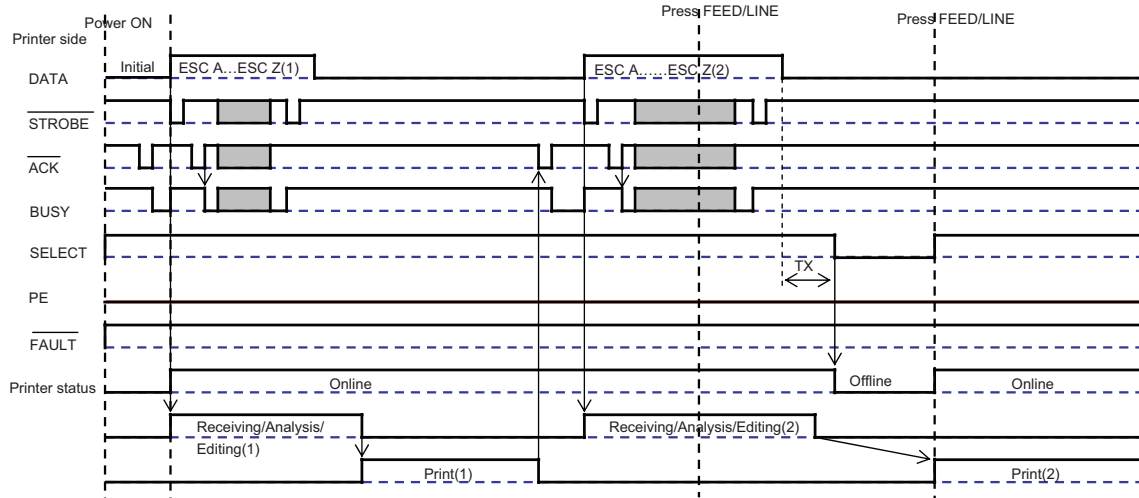 Press FEED/LINE
Press FEED/LINE
Power ON
Printer side
Initial
ESC A...ESC Z(1)
ESC A......ESC Z(2)
DATA
STROBE
ACK
BUSY
SELECT
TX
PE
FAULT
Printer status
Online
Offline
Online
Receiving/Analysis/
Editing(1)
Receiving/Analysis/Editing(2)
Print(1)
Print(2)